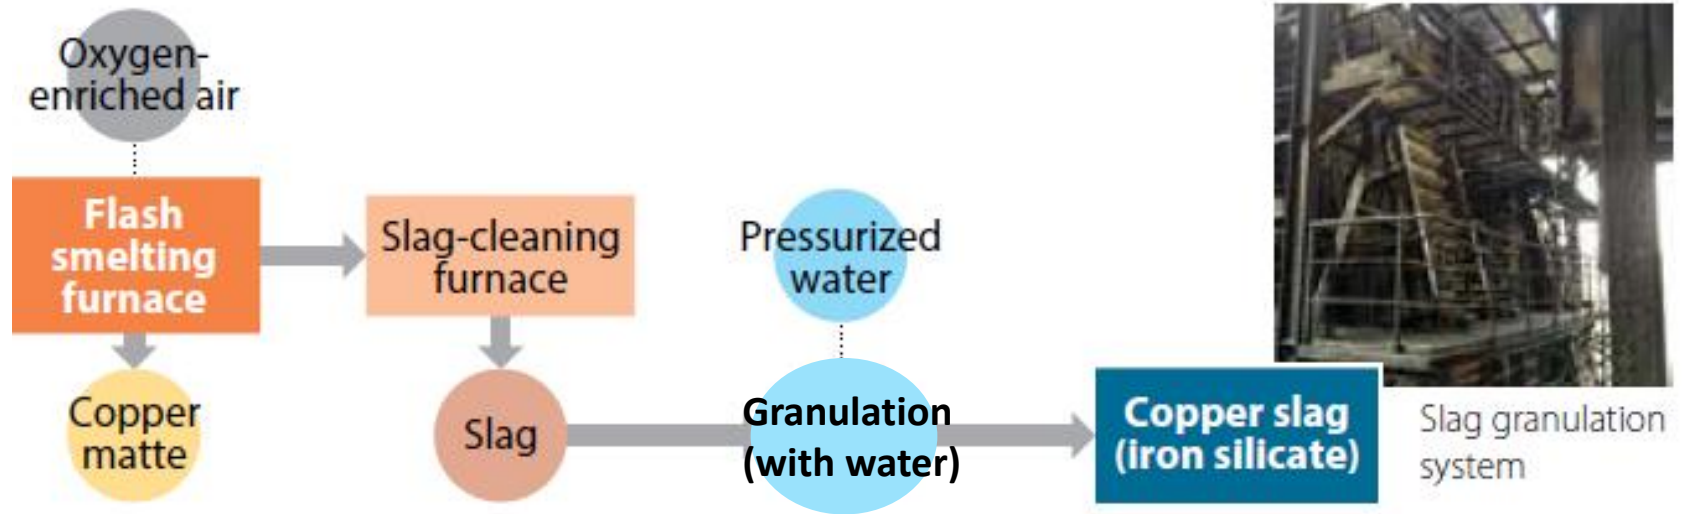 Oxygen-
enriched air
Flash
smelting
furnace
Slag-cleaning
furnace
Pressurized
water
Copper
matte
Slag
Granulation
(with water)
Copper slag
(iron silicate)
Slag granulation
system